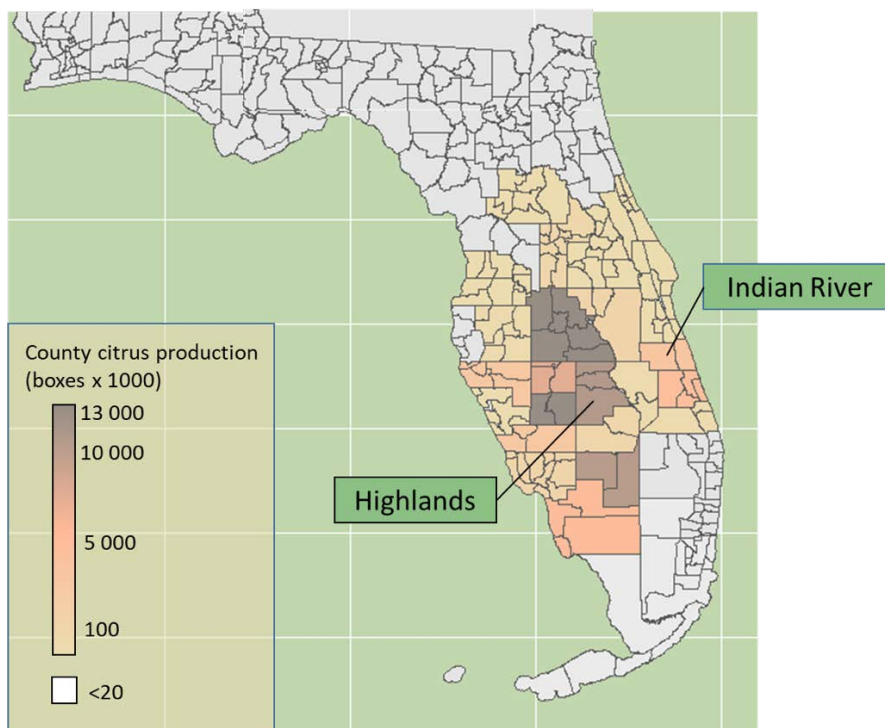 Indian River
County citrus production
(boxes x 1000)
13 000
10 000
5 000
100
<20
Highlands